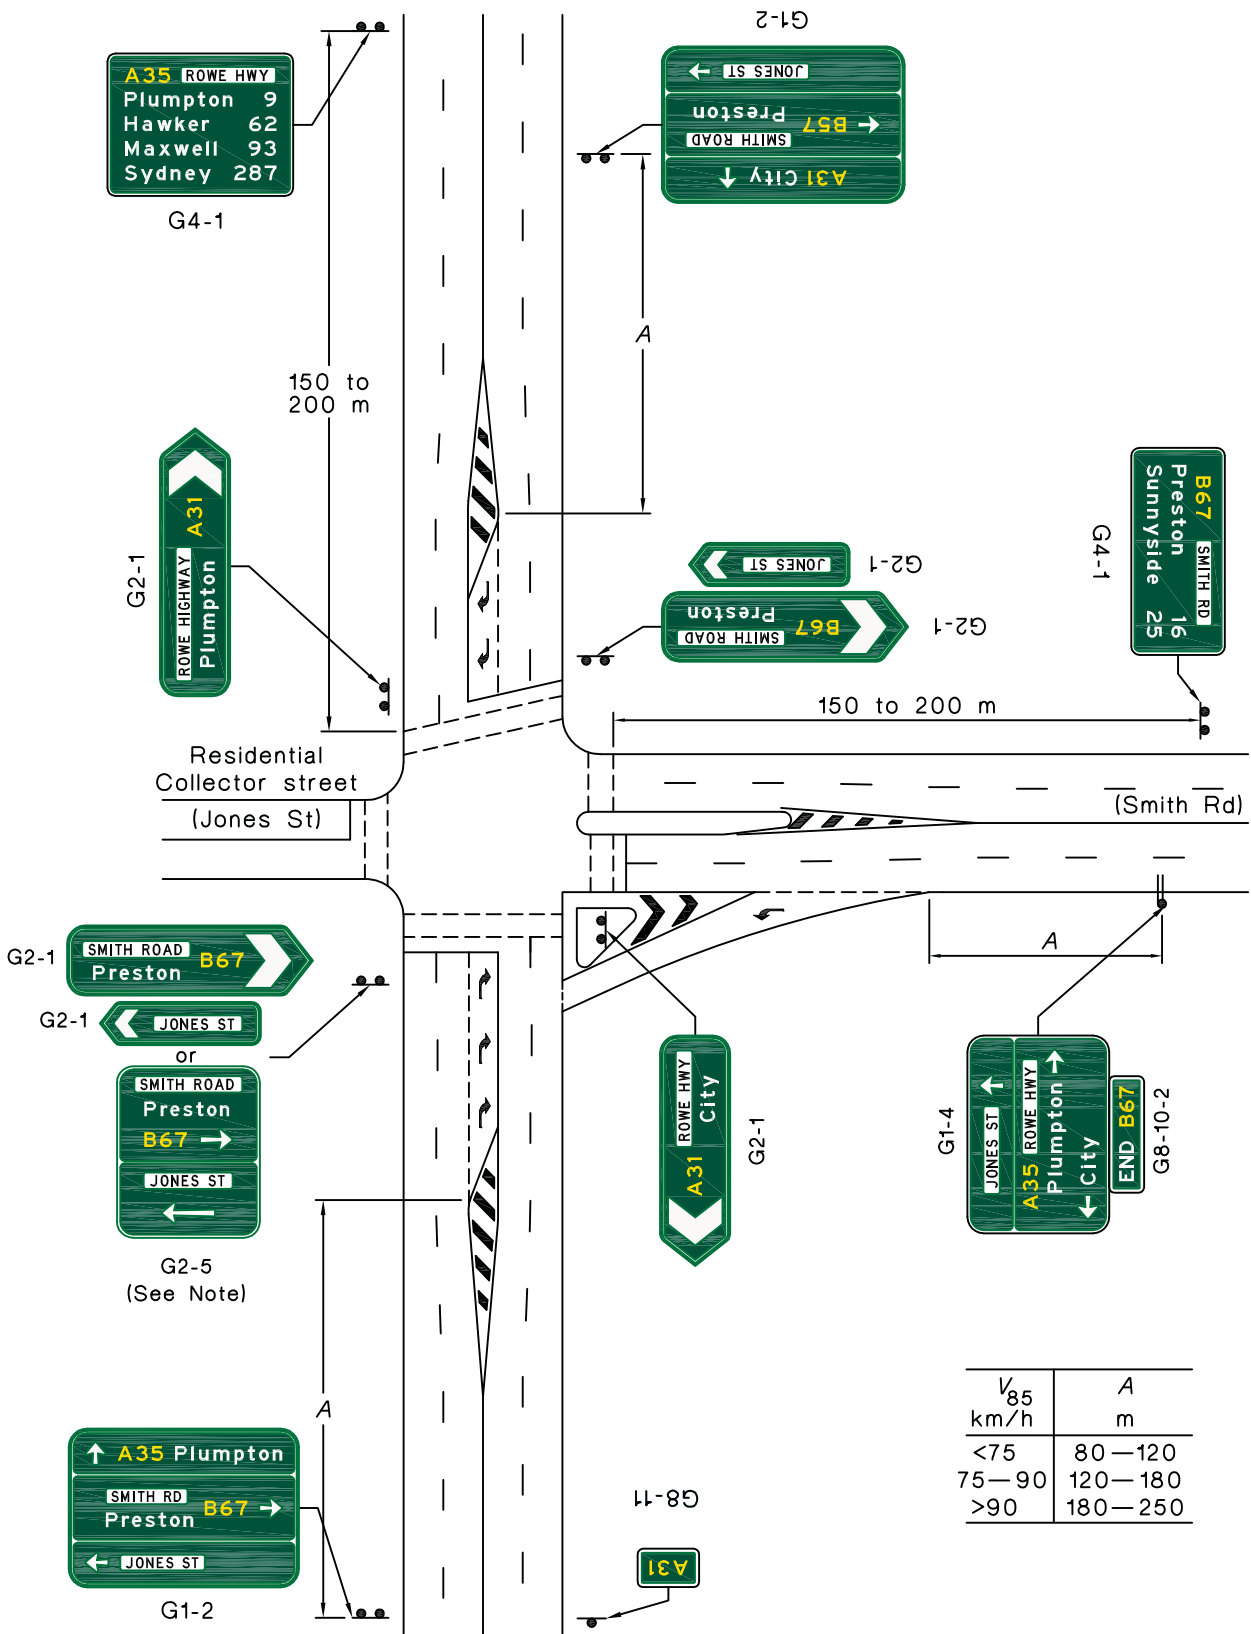 G1-2
A35 ROWE HWY
Plumpton 9
Hawker 62
Maxwell 93
Sydney 287
G4-1
JONES ST
SMITH ROAD
Preston
B57
A31 City
A
150 to
200 m
A31
ROWE HIGHWAY
Plumpton
G2-1
JONES ST
G2-1
SMITH ROAD
Preston
B67
G2-1
B67 SMITH RD
Preston 16
Sunnyside 25
G4-1
150 to 200 m
Residential
Collector street
(Jones St)
(Smith Rd)
G2-1
SMITH ROAD
Preston
B67
G2-1
JONES ST
or
SMITH ROAD
Preston
B67
JONES ST
G2-5
(See Note)
A
A31
ROWE HWY
City
G2-1
G1-4
JONES ST
A35 ROWE HWY
Plumpton
City
END B67
G8-10-2
A
A35 Plumpton
SMITH RD
Preston
B67
JONES ST
G1-2
G8-11
A31
V85 A
km/h m
<75 80—120
75—90 120—180
>90 180—250